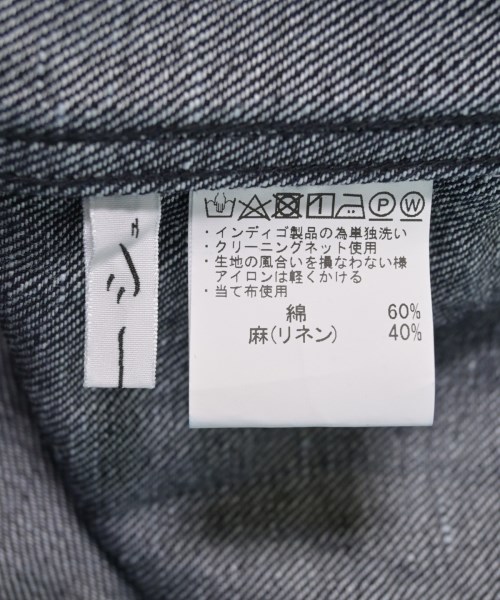 ージ
P W
・インディゴ製品の為単独洗い
・クリーニングネット使用
・生地の風合いを損なわない様
アイロンは軽くかける
・当て布使用
綿 60%
麻(リネン) 40%